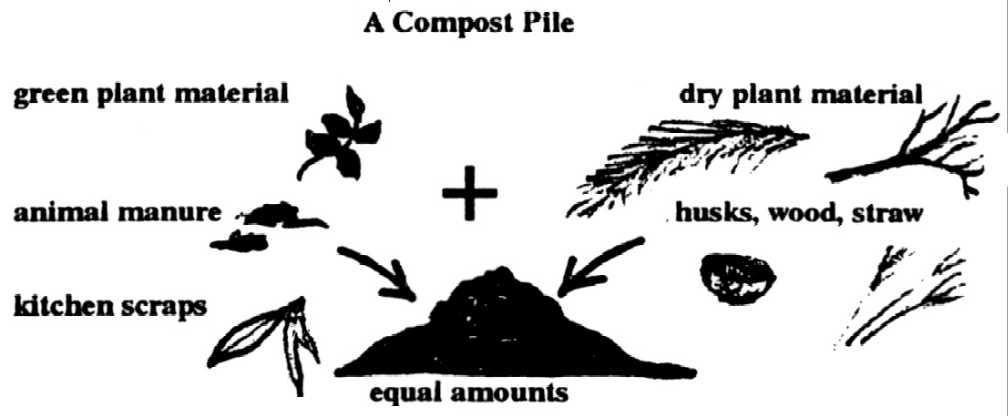 A Compost Pile
green plant material
dry plant material
+
animal manure
husks, wood, straw
kitchen scraps
equal amounts